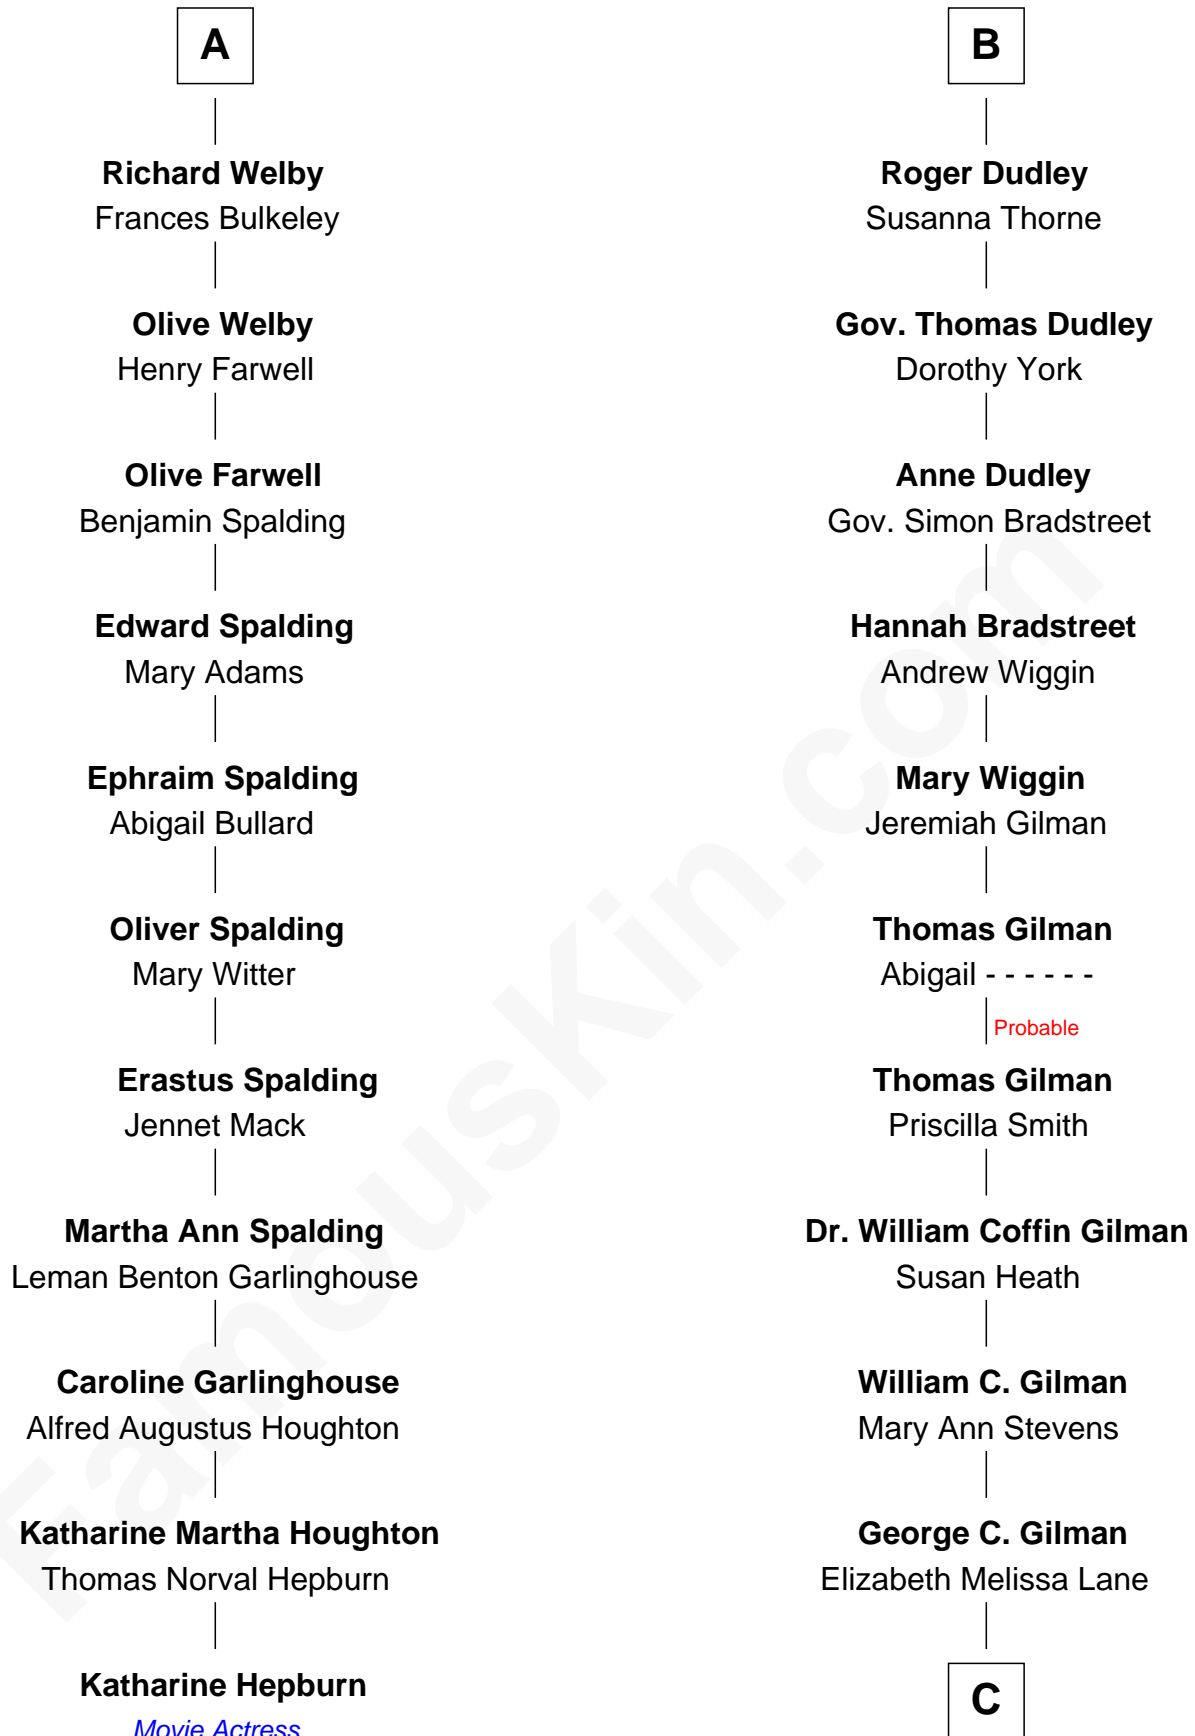 A
Richard Welby
Frances Bulkeley
Olive Welby
Henry Farwell
Olive Farwell
Benjamin Spalding
Edward Spalding
Mary Adams
Ephraim Spalding
Abigail Bullard
Oliver Spalding
Mary Witter
Erastus Spalding
Jennet Mack
Martha Ann Spalding
Leman Benton Garlinghouse
Caroline Garlinghouse
Alfred Augustus Houghton
Katharine Martha Houghton
Thomas Norval Hepburn
Katharine Hepburn
Movie Actress
B
Roger Dudley
Susanna Thorne
Gov. Thomas Dudley
Dorothy York
Anne Dudley
Gov. Simon Bradstreet
Hannah Bradstreet
Andrew Wiggin
Mary Wiggin
Jeremiah Gilman
Thomas Gilman
Abigail - - - - - -
Probable
Thomas Gilman
Priscilla Smith
Dr. William Coffin Gilman
Susan Heath
William C. Gilman
Mary Ann Stevens
George C. Gilman
Elizabeth Melissa Lane
C
FamousKin.com